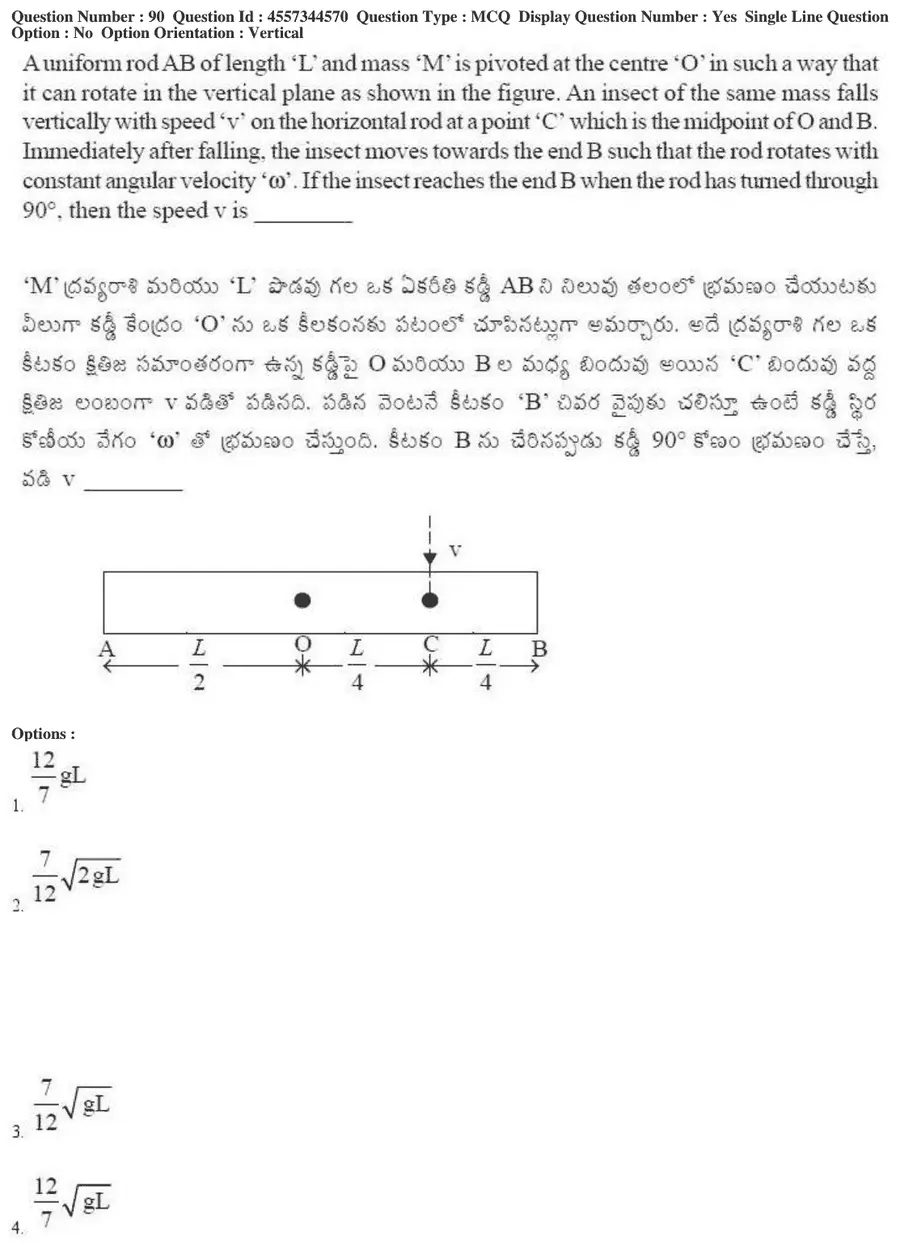 Question Number : 90 Question Id : 4557344570 Question Type : MCQ Display Question Number : Yes Single Line Question
Option : No Option Orientation : Vertical
A uniform rod AB of length ‘L’ and mass ‘M’ is pivoted at the centre ‘O’ in such a way that
it can rotate in the vertical plane as shown in the figure. An insect of the same mass falls
vertically with speed ‘v’ on the horizontal rod at a point ‘C’ which is the midpoint of O and B.
Immediately after falling, the insect moves towards the end B such that the rod rotates with
constant angular velocity ‘ω’. If the insect reaches the end B when the rod has turned through
90°, then the speed v is ________
‘M’ ద్రవ్యరాశి మరియు ‘L’ పొడవు గల ఒక ఏకరీతి కడ్డీ AB ని నిలువు తలంలో భ్రమణం చేయుటకు
వీలుగా కడ్డీ కేంద్రం ‘O’ ను ఒక కీలకంనకు పటంలో చూపినట్లుగా అమర్చారు. అదే ద్రవ్యరాశి గల ఒక
కీటకం క్షితిజ సమాంతరంగా ఉన్న కడ్డీపై O మరియు B ల మధ్య బిందువు అయిన ‘C’ బిందువు వద్ద
క్షితిజ లంబంగా v వడితో పడినది. పడిన వెంటనే కీటకం ‘B’ చివర వైపుకు చలిస్తూ ఉంటే కడ్డీ స్థిర
కోణీయ వేగం ‘ω’ తో భ్రమణం చేస్తుంది. కీటకం B ను చేరినప్పుడు కడ్డీ 90° కోణం భ్రమణం చేస్తే,
వడి v ________
v
A L/2 O L/4 C L/4 B
Options :
1. 12/7 gL
2. 7/12 √2gL
3. 7/12 √gL
4. 12/7 √gL